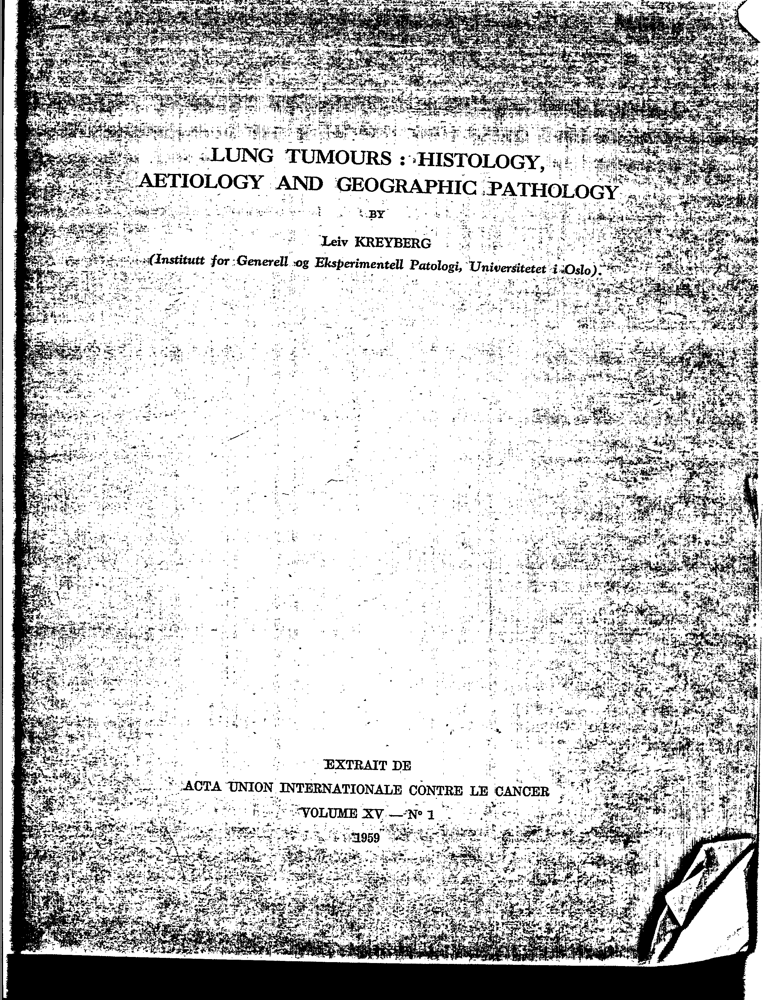 LUNG TUMOURS : HISTOLOGY,
AETIOLOGY AND GEOGRAPHIC PATHOLOGY
BY
Leiv KREYBERG
(Institutt for Generell og Eksperimentell Patologi, Universitetet i Oslo).
EXTRAIT DE
ACTA UNION INTERNATIONALE CONTRE LE CANCER
VOLUME XV — N° 1
1959